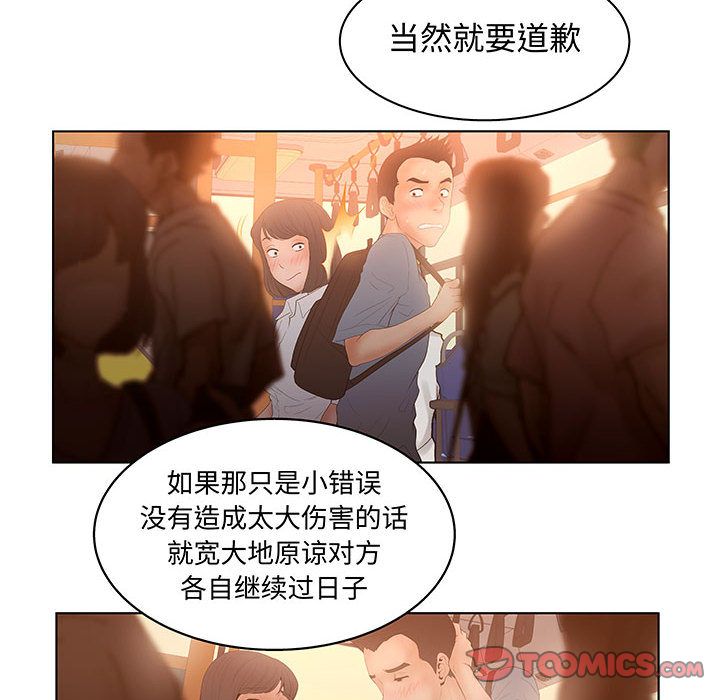 当然就要道歉
如果那只是小错误
没有造成太大伤害的话
就宽大地原谅对方
各自继续过日子
TOOMICS.COM